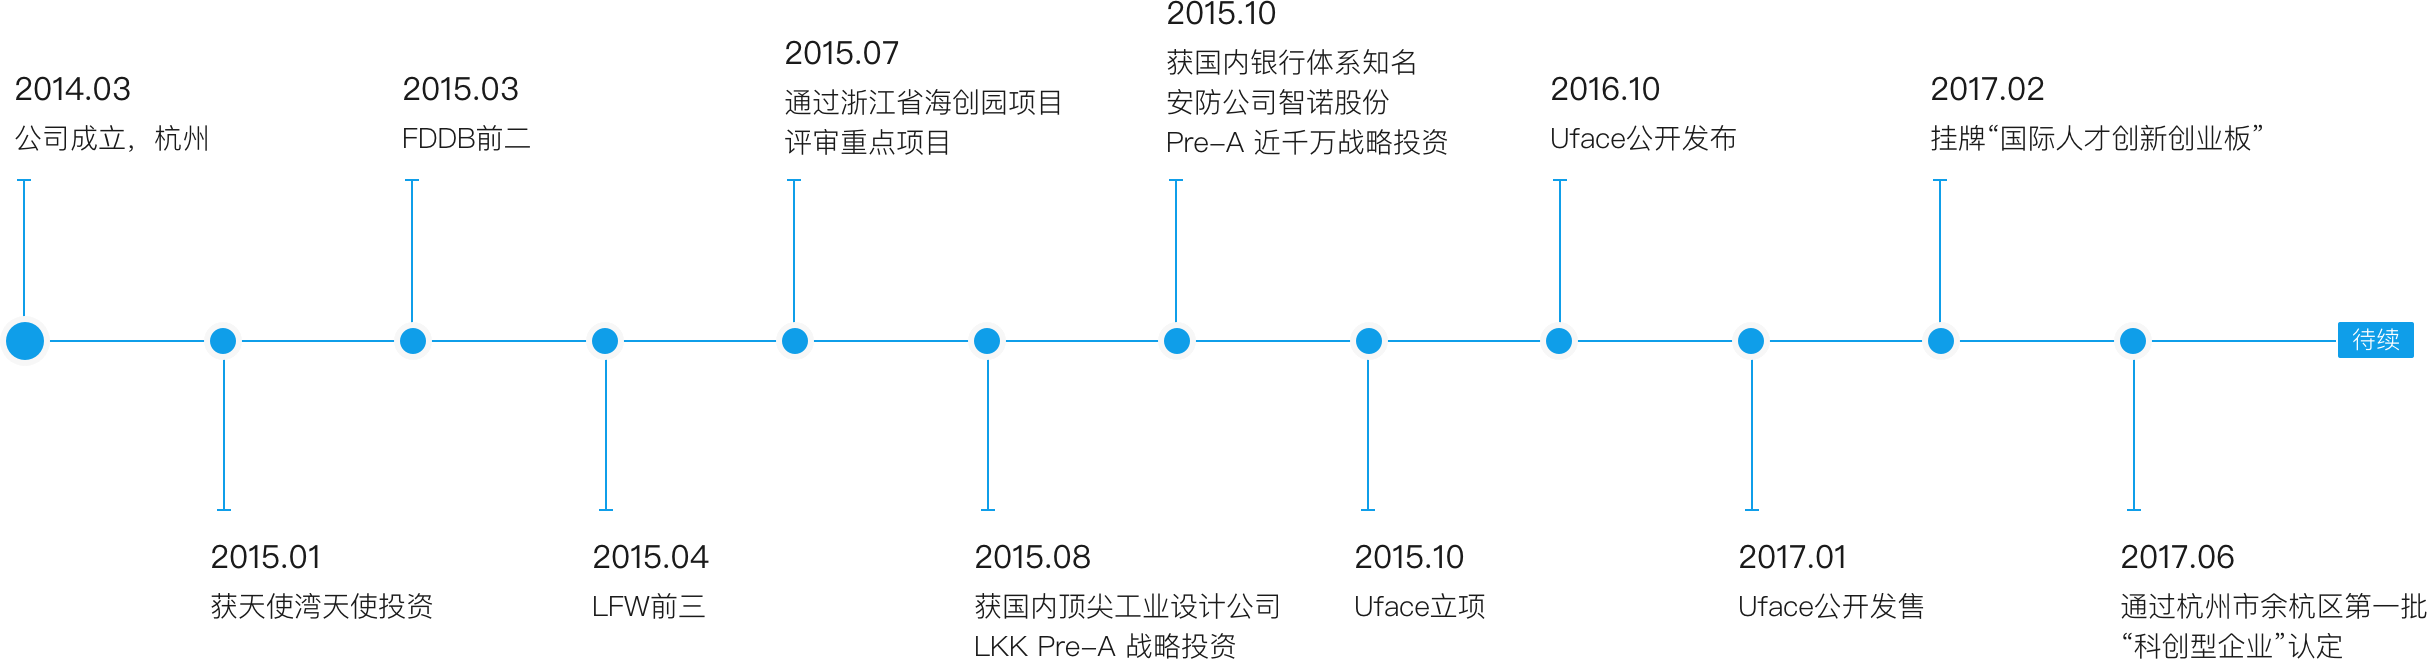 2014.03
公司成立，杭州
2015.01
获天使湾天使投资
2015.03
FDDB前二
2015.04
LFW前三
2015.07
通过浙江省海创园项目
评审重点项目
2015.08
获国内顶尖工业设计公司
LKK Pre-A 战略投资
2015.10
获国内银行体系知名
安防公司智诺股份
Pre-A 近千万战略投资
2015.10
Uface立项
2016.10
Uface公开发布
2017.01
Uface公开发售
2017.02
挂牌“国际人才创新创业板”
2017.06
通过杭州市余杭区第一批
“科创型企业”认定
待续